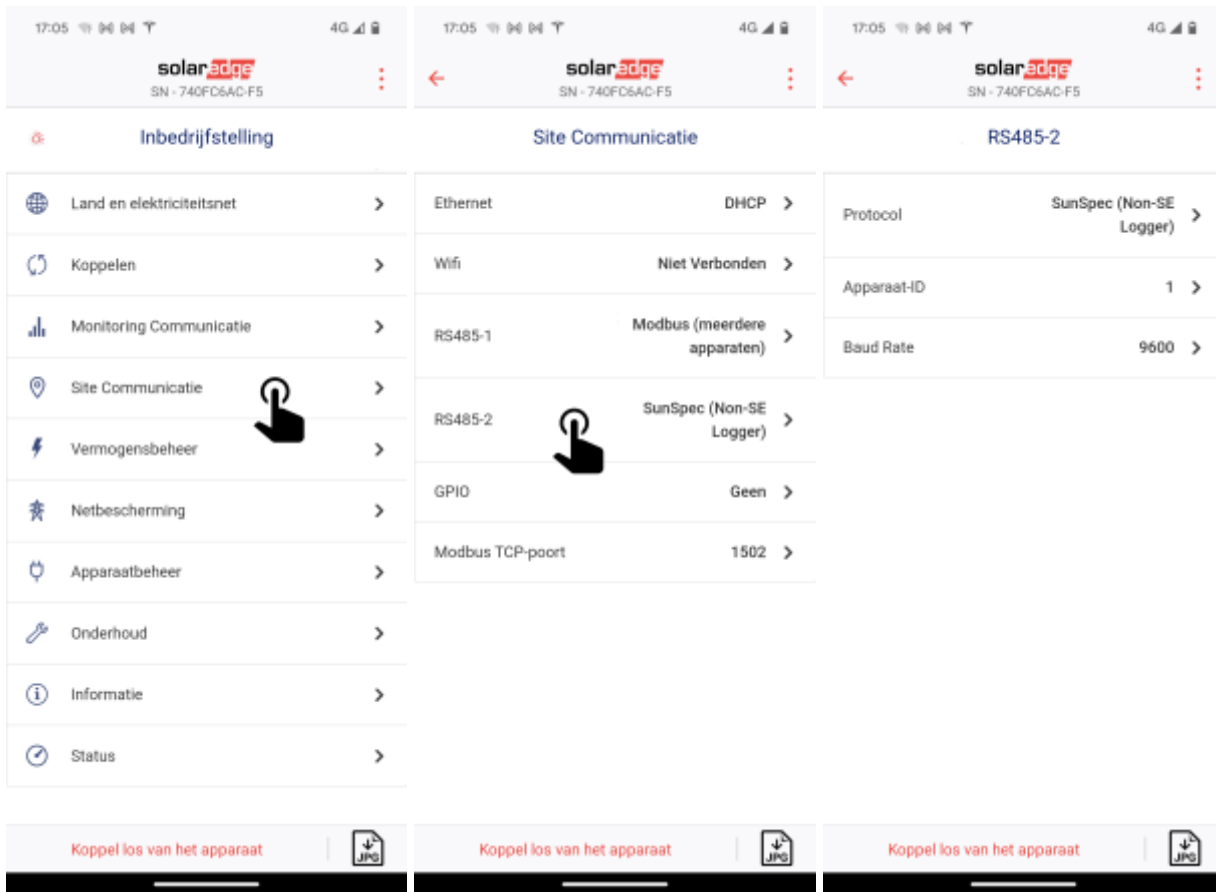 17:05
4G
solaredge
SN - 740FC6AC-F5
Inbedrijfstelling
Land en elektriciteitsnet
Koppelen
Monitoring Communicatie
Site Communicatie
Vermogensbeheer
Netbescherming
Apparaatbeheer
Onderhoud
Informatie
Status
Koppel los van het apparaat
JPG
17:05
4G
solaredge
SN - 740FC6AC-F5
Site Communicatie
Ethernet DHCP
Wifi Niet Verbonden
RS485-1 Modbus (meerdere
apparaten)
RS485-2 SunSpec (Non-SE
Logger)
GPIO Geen
Modbus TCP-poort 1502
Koppel los van het apparaat
JPG
17:05
4G
solaredge
SN - 740FC6AC-F5
RS485-2
Protocol SunSpec (Non-SE
Logger)
Apparaat-ID 1
Baud Rate 9600
Koppel los van het apparaat
JPG